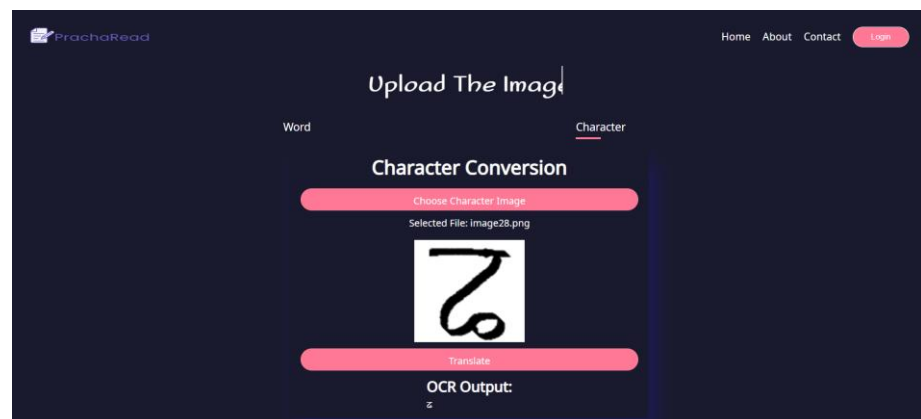 PrachaRead
Home About Contact Login
Upload The Image
Word Character
Character Conversion
Choose Character Image
Selected File: image28.png
Translate
OCR Output: